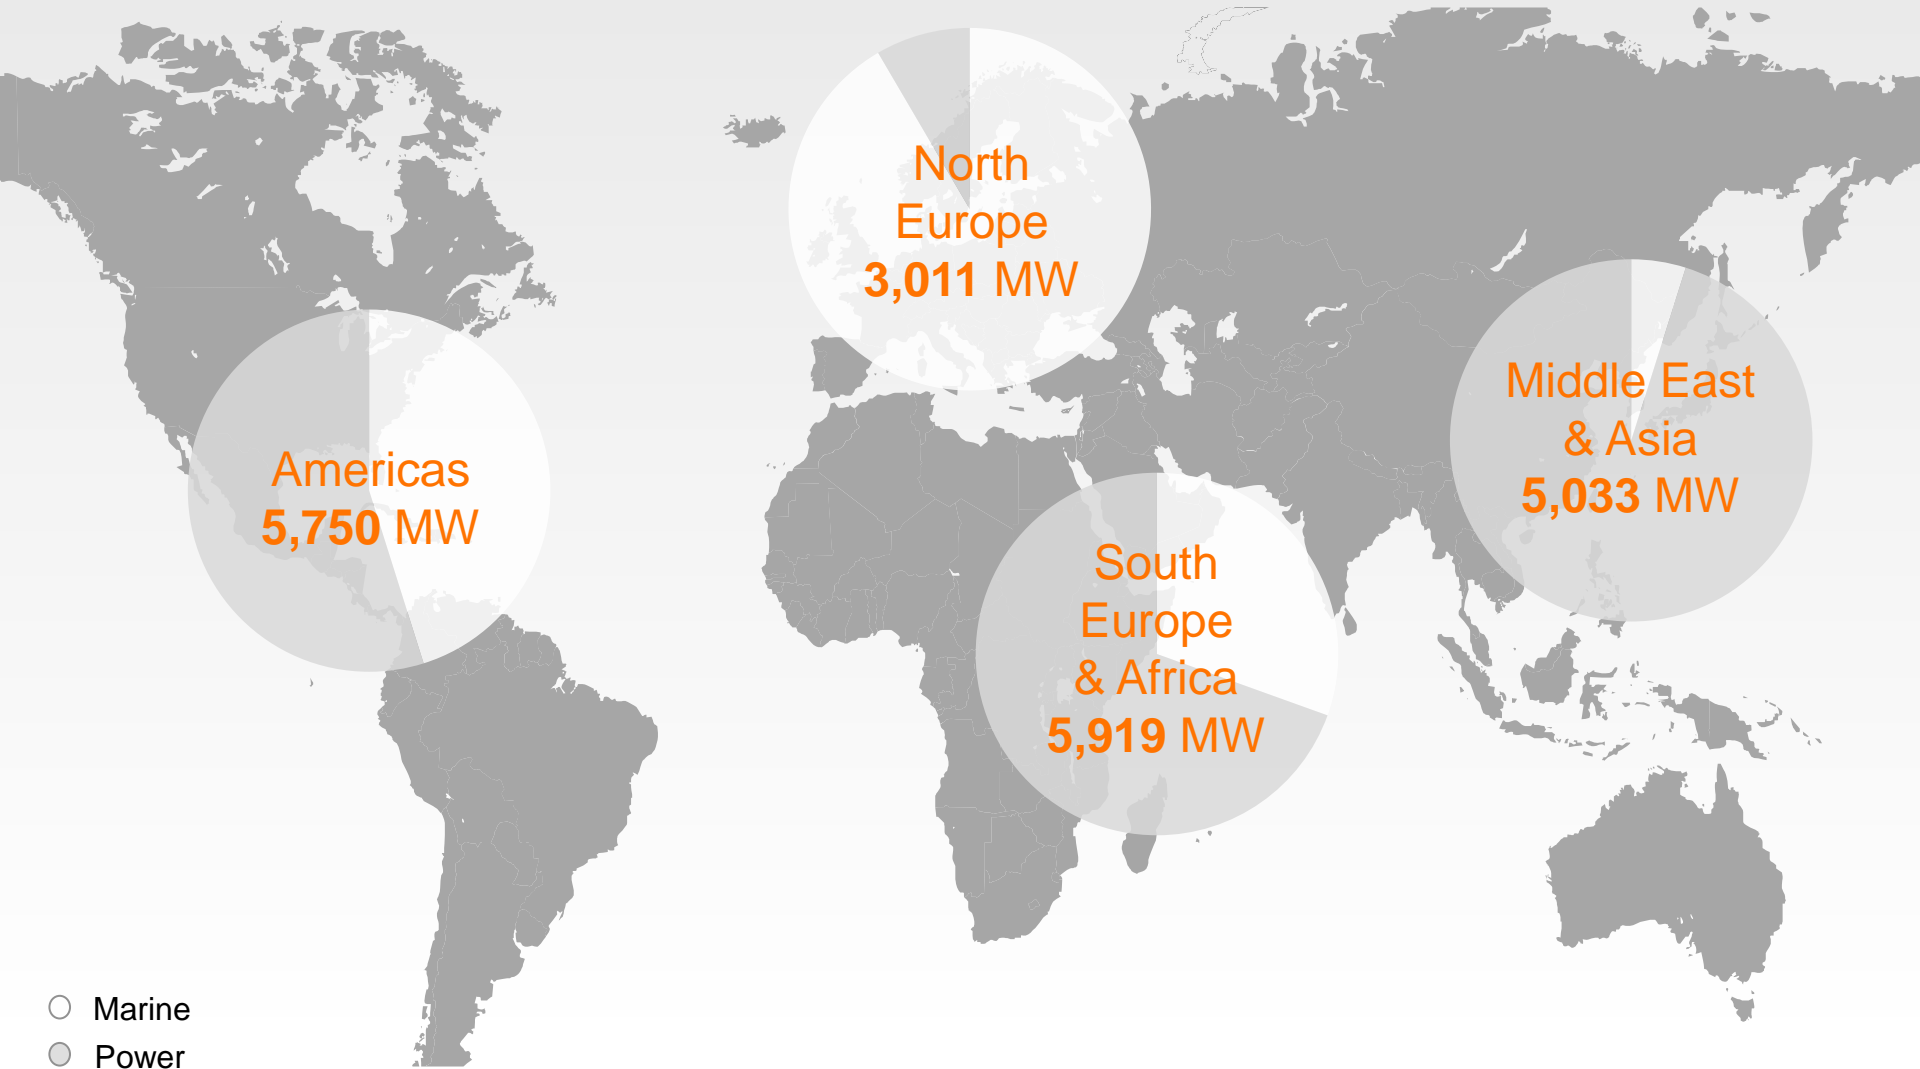 North
Europe
3,011 MW
Middle East
& Asia
5,033 MW
Americas
5,750 MW
South
Europe
& Africa
5,919 MW
Marine
Power